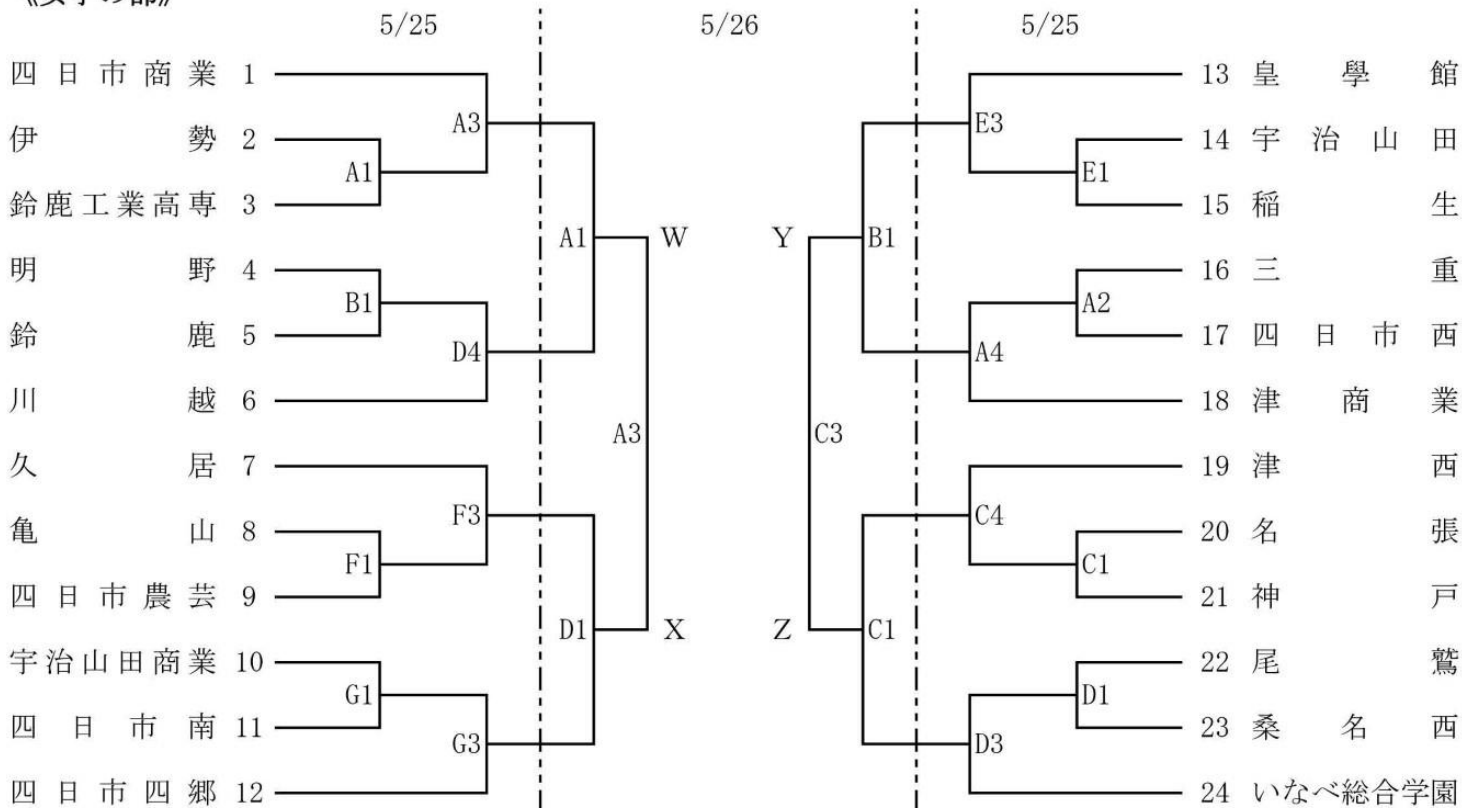 《女子の部》
5/25 5/26 5/25
四日市商業 1 13 皇學館
A3 E3
伊勢 2 14 宇治山田
A1 E1
鈴鹿工業高専 3 15 稲生
A1 W Y B1
明野 4 16 三重
B1 A2
鈴鹿 5 17 四日市西
D4 A4
川越 6 18 津商業
A3 C3
久居 7 19 津西
F3 C4
亀山 8 20 名張
F1 C1
四日市農芸 9 21 神戸
D1 X Z C1
宇治山田商業 10 22 尾鷲
G1 D1
四日市南 11 23 桑名西
G3 D3
四日市四郷 12 24 いなべ総合学園